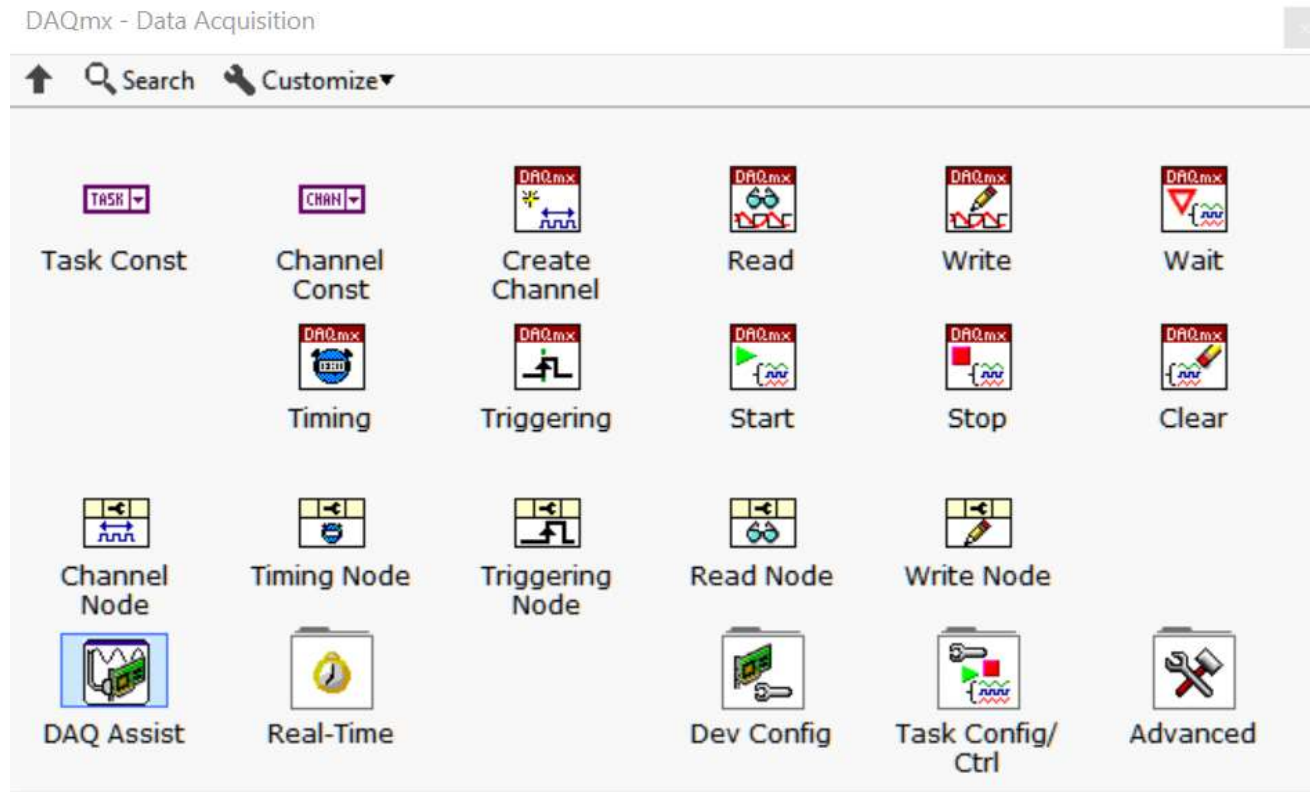 DAQmx - Data Acquisition
Search Customize
TASK CHAN DAQmx DAQmx DAQmx DAQmx
Task Const Channel Const Create Channel Read Write Wait
DAQmx DAQmx DAQmx DAQmx DAQmx
Timing Triggering Start Stop Clear
Channel Node Timing Node Triggering Node Read Node Write Node
DAQ Assist Real-Time Dev Config Task Config/ Ctrl Advanced